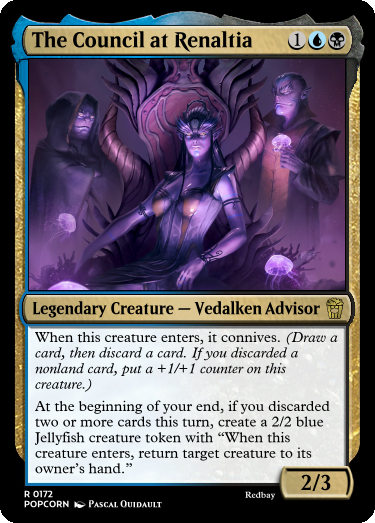 The Council at Renaltia 1
Legendary Creature — Vedalken Advisor
When this creature enters, it connives. (Draw a
card, then discard a card. If you discarded a
nonland card, put a +1/+1 counter on this
creature.)
At the beginning of your end, if you discarded
two or more cards this turn, create a 2/2 blue
Jellyfish creature token with “When this
creature enters, return target creature to its
owner’s hand.”
2/3
R 0172
POPCORN Pascal Quidault
Redbay